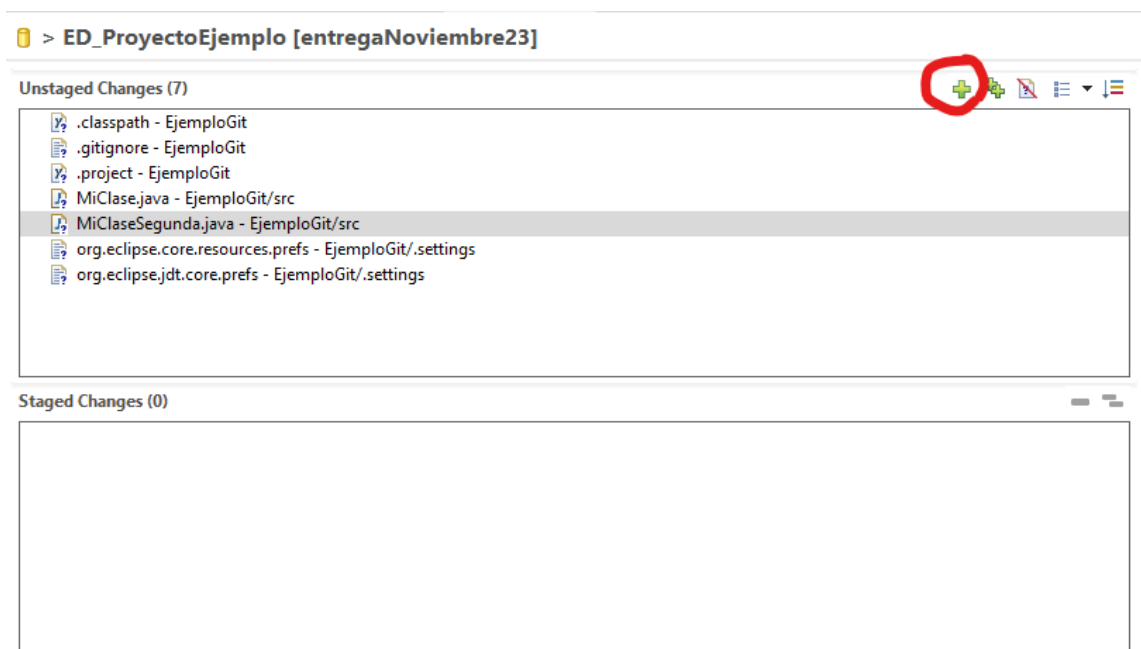 > ED_ProyectoEjemplo [entregaNoviembre23]
Unstaged Changes (7)
.classpath - EjemploGit
.gitignore - EjemploGit
.project - EjemploGit
MiClase.java - EjemploGit/src
MiClaseSegunda.java - EjemploGit/src
org.eclipse.core.resources.prefs - EjemploGit/.settings
org.eclipse.jdt.core.prefs - EjemploGit/.settings
Staged Changes (0)